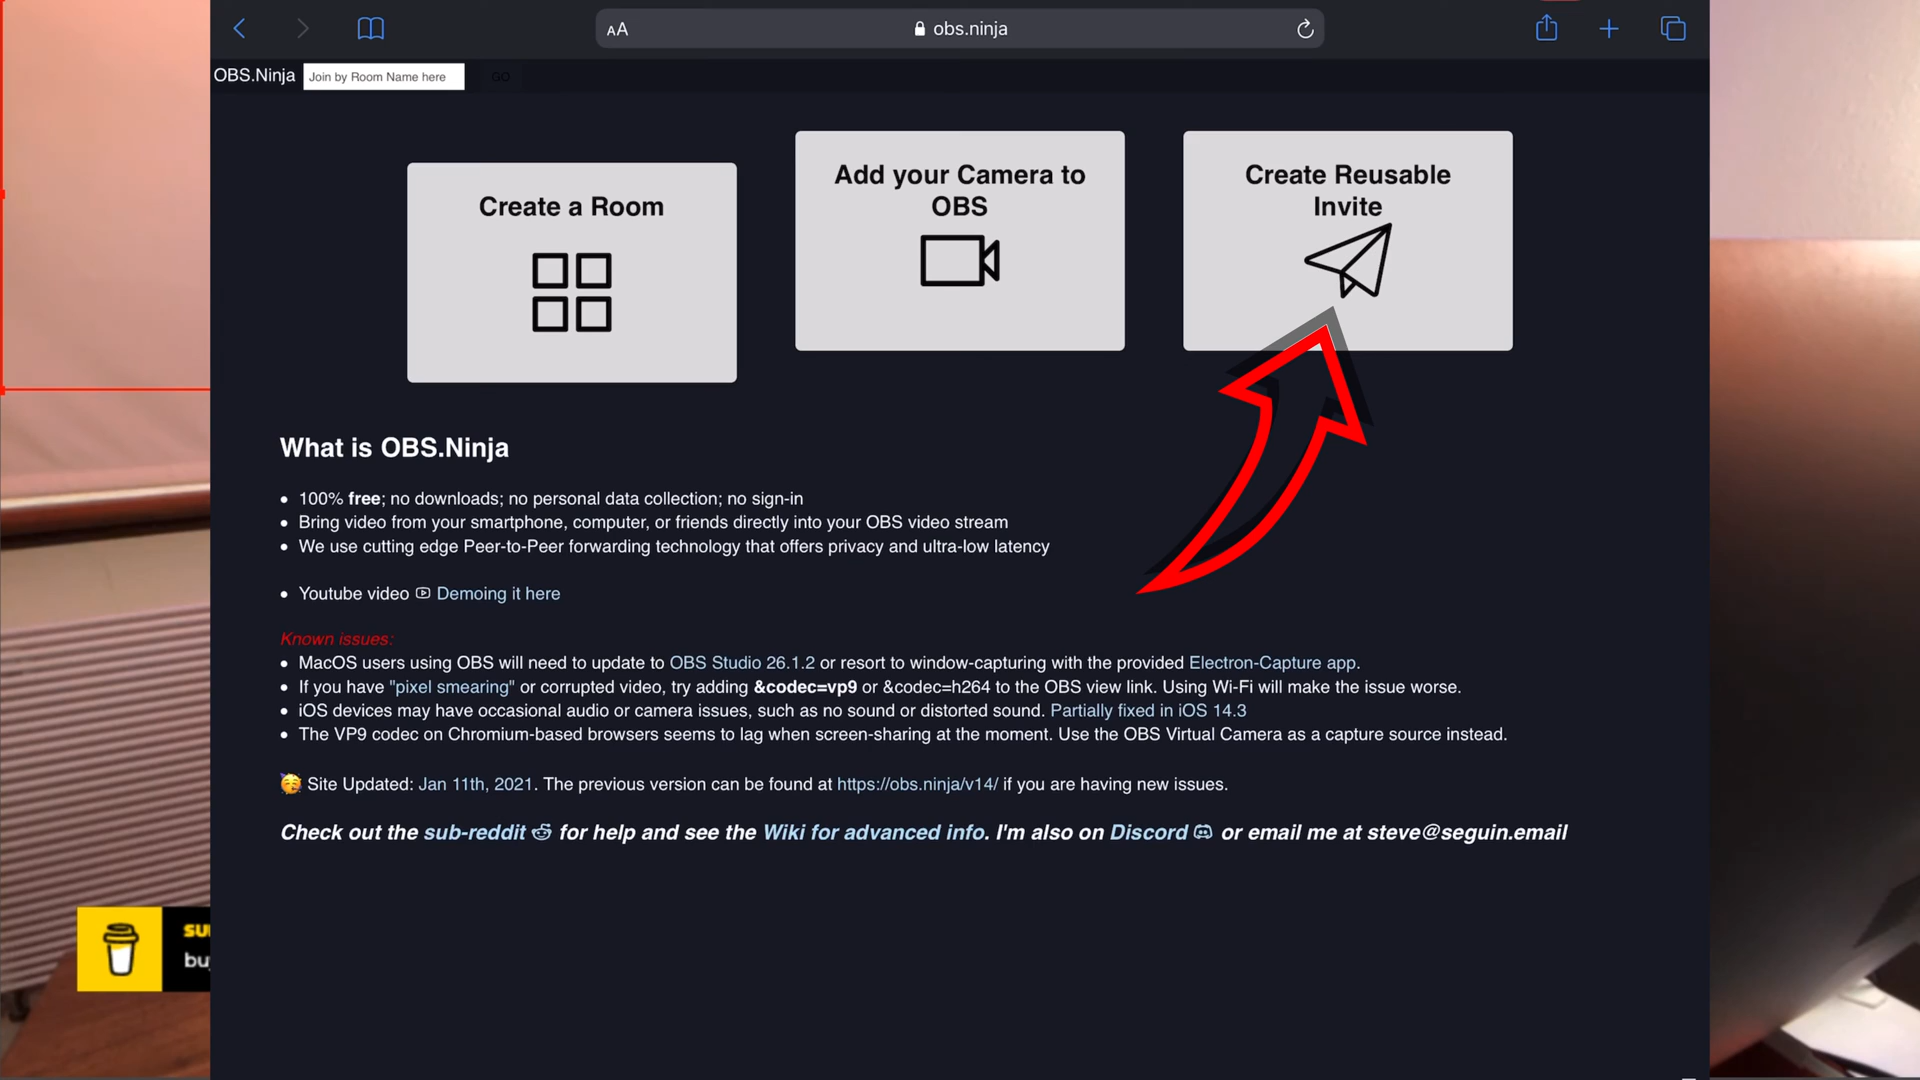 AA
obs.ninja
OBS.Ninja
Join by Room Name here
GO
Create a Room
Add your Camera to
OBS
Create Reusable
Invite
What is OBS.Ninja
100% free; no downloads; no personal data collection; no sign-in
Bring video from your smartphone, computer, or friends directly into your OBS video stream
We use cutting edge Peer-to-Peer forwarding technology that offers privacy and ultra-low latency
Youtube video Demoing it here
Known issues:
MacOS users using OBS will need to update to OBS Studio 26.1.2 or resort to window-capturing with the provided Electron-Capture app.
If you have "pixel smearing" or corrupted video, try adding &codec=vp9 or &codec=h264 to the OBS view link. Using Wi-Fi will make the issue worse.
iOS devices may have occasional audio or camera issues, such as no sound or distorted sound. Partially fixed in iOS 14.3
The VP9 codec on Chromium-based browsers seems to lag when screen-sharing at the moment. Use the OBS Virtual Camera as a capture source instead.
Site Updated: Jan 11th, 2021. The previous version can be found at https://obs.ninja/v14/ if you are having new issues.
Check out the sub-reddit for help and see the Wiki for advanced info. I'm also on Discord or email me at steve@seguin.email